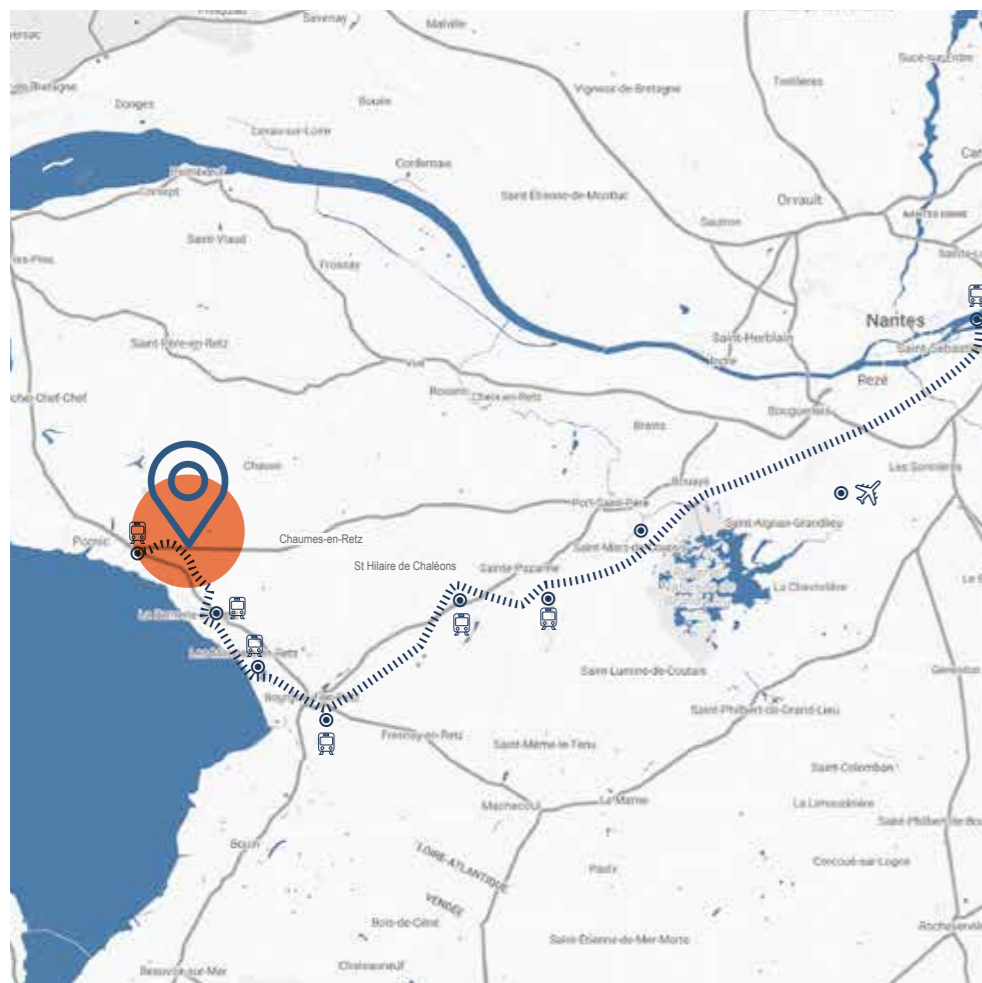 Savenay
Malville
Sucé-sur-Erdre
Treillières
Vigneux-de-Bretagne
Donges
Bouée
Lavau-sur-Loire
Cordemais
Saint Étienne-de-Montluc
Orvault
Sautron
Saint-Viaud
Frossay
Nantes
Saint-Herblain
Saint-Père-en-Retz
Rezé
Rouans
Cheix-en-Retz
Bouguenais
Brains
Chauvé
Les Sorinières
Bouaye
Port-Saint-Père
Saint-Aignan-Grandlieu
Pornic
Chaumes-en-Retz
St Hilaire de Chaléons
Sainte-Pazanne
La Chevrolière
Saint-Lumine-de-Coutais
Geneston
Saint-Philbert-de-Grand-Lieu
Fresnay-en-Retz
Saint-Même-le-Tenu
Saint-Colomban
Machecoul
La Marne
La Limouzinière
Bouin
LOIRE-ATLANTIQUE
VENDÉE
Paulx
Corcoué-sur-Logne
Bois-de-Céné
Saint-Étienne-de-Mer-Morte
Châteauneuf
Beauvoir-sur-Mer